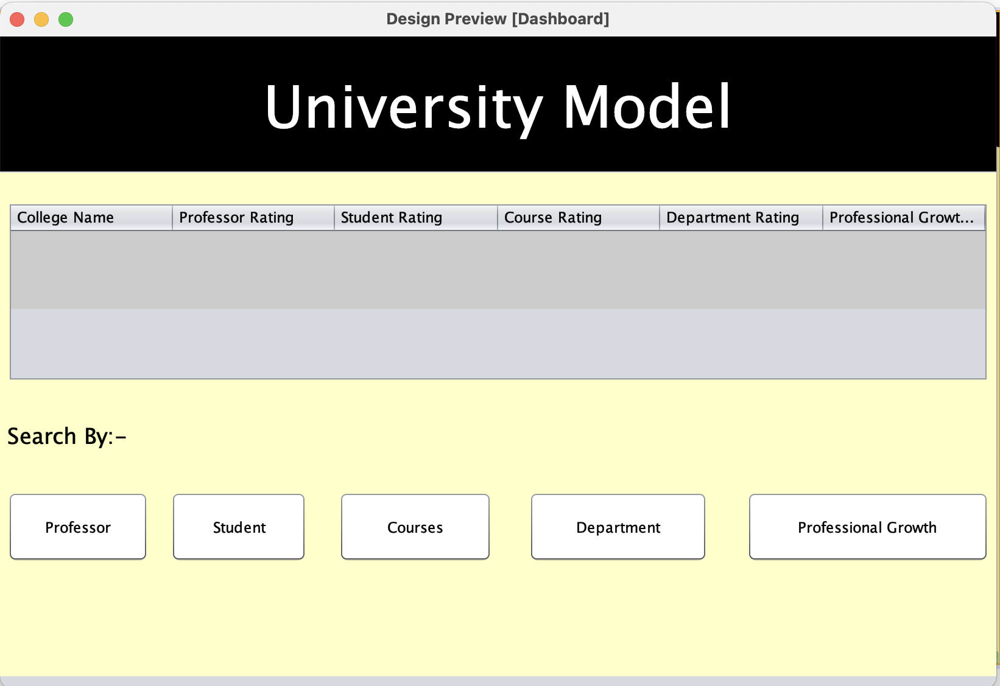 Design Preview [Dashboard]
University Model
College Name Professor Rating Student Rating Course Rating Department Rating Professional Growt...
Search By:-
Professor Student Courses Department Professional Growth